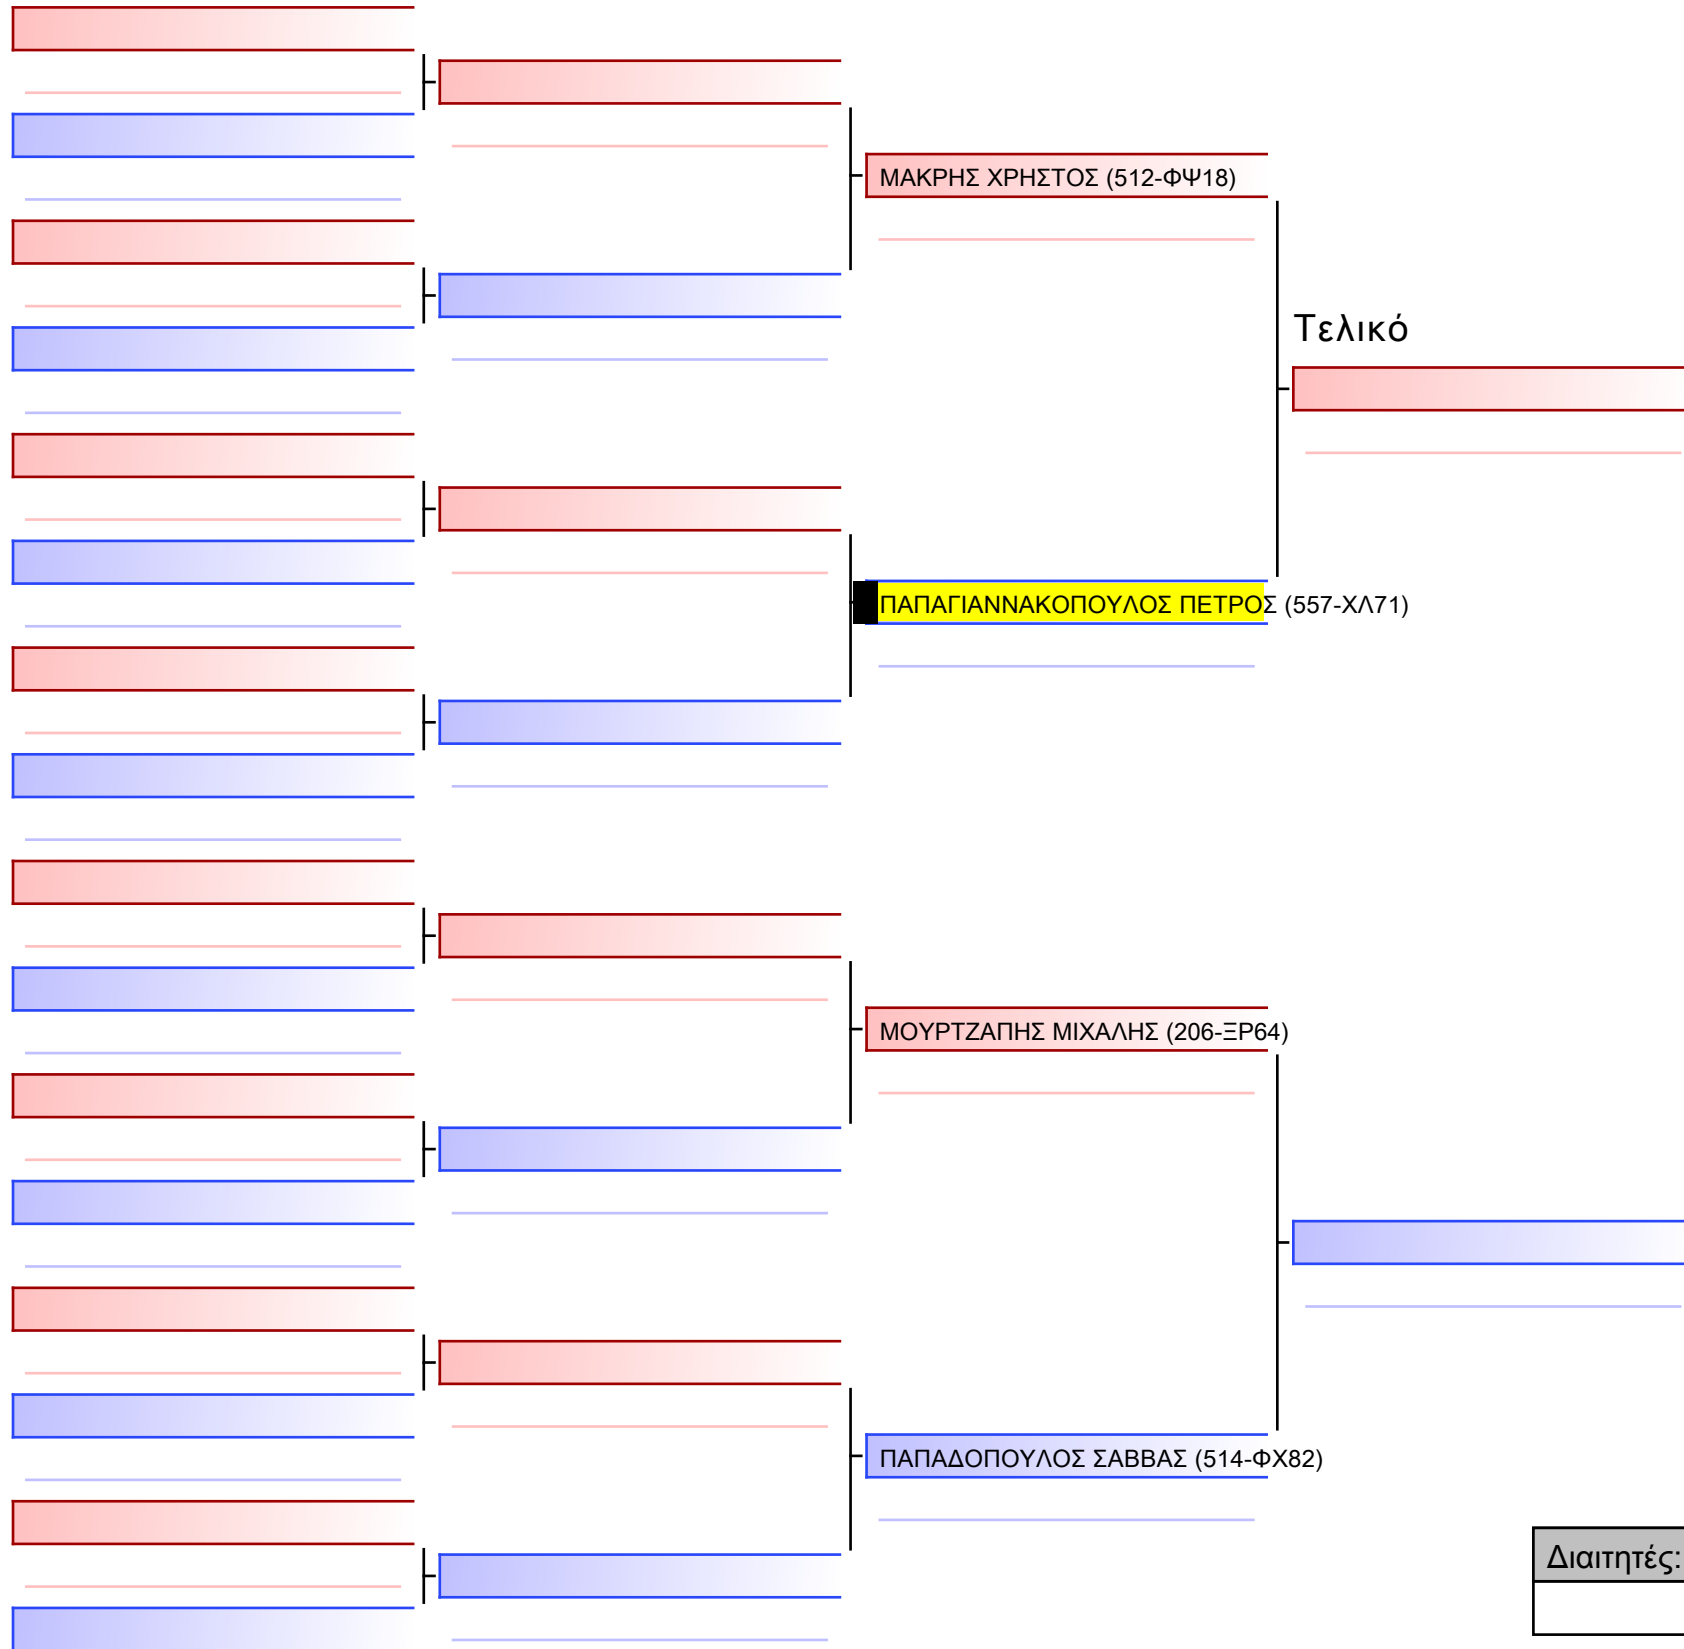 ΜΑΚΡΗΣ ΧΡΗΣΤΟΣ (512-ΦΨ18)
Τελικό
ΠΑΠΑΓΙΑΝΝΑΚΟΠΟΥΛΟΣ ΠΕΤΡΟΣ (557-ΧΛ71)
ΜΟΥΡΤΖΑΠΗΣ ΜΙΧΑΛΗΣ (206-ΞΡ64)
ΠΑΠΑΔΟΠΟΥΛΟΣ ΣΑΒΒΑΣ (514-ΦΧ82)
Διαιτητές: